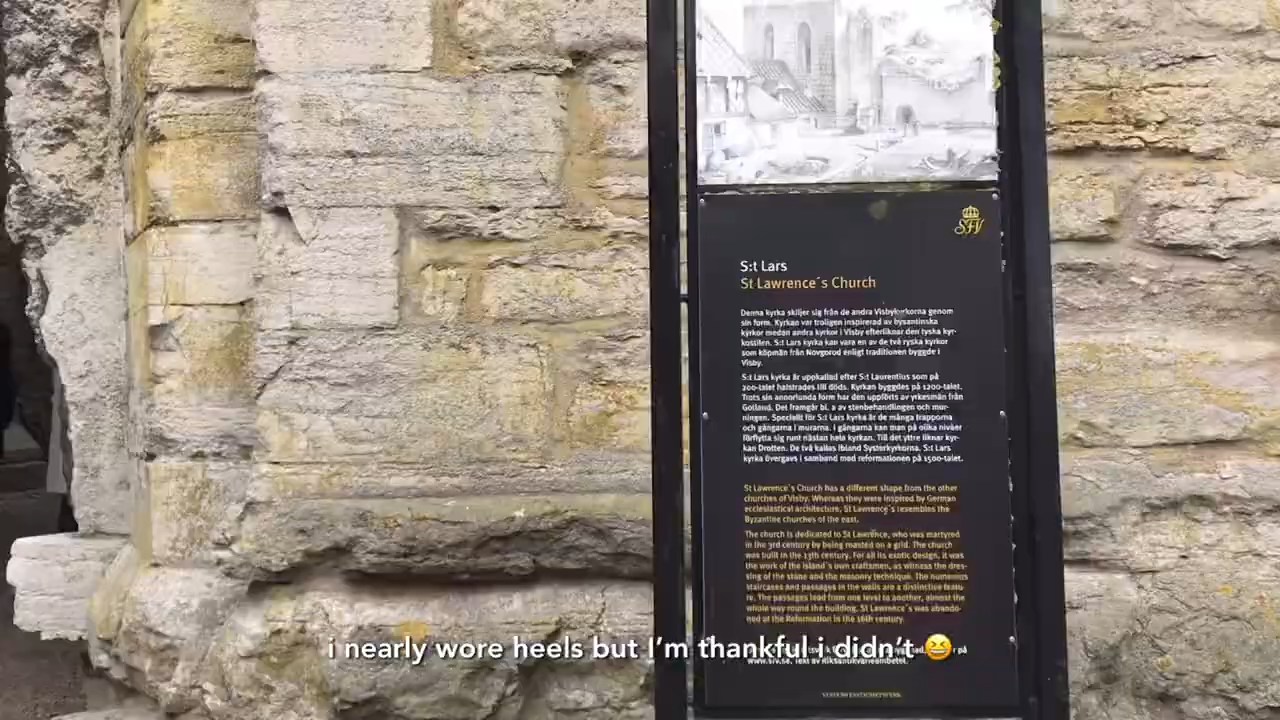 SFV
S:t Lars
St Lawrence´s Church
Denna kyrka skiljer sig från de andra Visbykyrkorna genom
sin form. Kyrkan var troligen inspirerad av bysantinska
kyrkor medan andra kyrkor i Visby efterliknar den tyska kyr-
kostilen. S:t Lars kyrka kan vara en av de två ryska kyrkor
som köpmän från Novgorod enligt traditionen byggde i
Visby.
S:t Lars kyrka är uppkallad efter S:t Laurentius som på
200-talet halstrades till döds. Kyrkan byggdes på 1200-talet.
Trots sin annorlunda form har den uppförts av yrkesmän från
Gotland. Det framgår bl. a av stenbehandlingen och mur-
ningen. Speciellt för S:t Lars kyrka är de många trapporna
och gångarna i murarna. I gångarna kan man på olika nivåer
förflytta sig runt nästan hela kyrkan. Till det yttre liknar kyr-
kan Drotten. De två kallas ibland Systerkyrkorna. S:t Lars
kyrka övergavs i samband med reformationen på 1500-talet.
St Lawrence´s Church has a different shape from the other
churches of Visby. Whereas they were inspired by German
ecclesiastical architecture, St Lawrence´s resembles the
Byzantine churches of the east.
The church is dedicated to St Lawrence, who was martyred
in the 3rd century by being roasted on a grid. The church
was built in the 13th century. For all its exotic design, it was
the work of the island´s own craftsmen, as witness the dres-
sing of the stone and the masonry technique. The numerous
staircases and passages in the walls are a distinctive featu-
re. The passages lead from one level to another, almost the
whole way round the building. St Lawrence´s was abando-
ned at the Reformation in the 16th century.
i nearly wore heels but I'm thankful i didn't 😆
på
www.sfv.se. Text av Riksantikvarieämbetet.